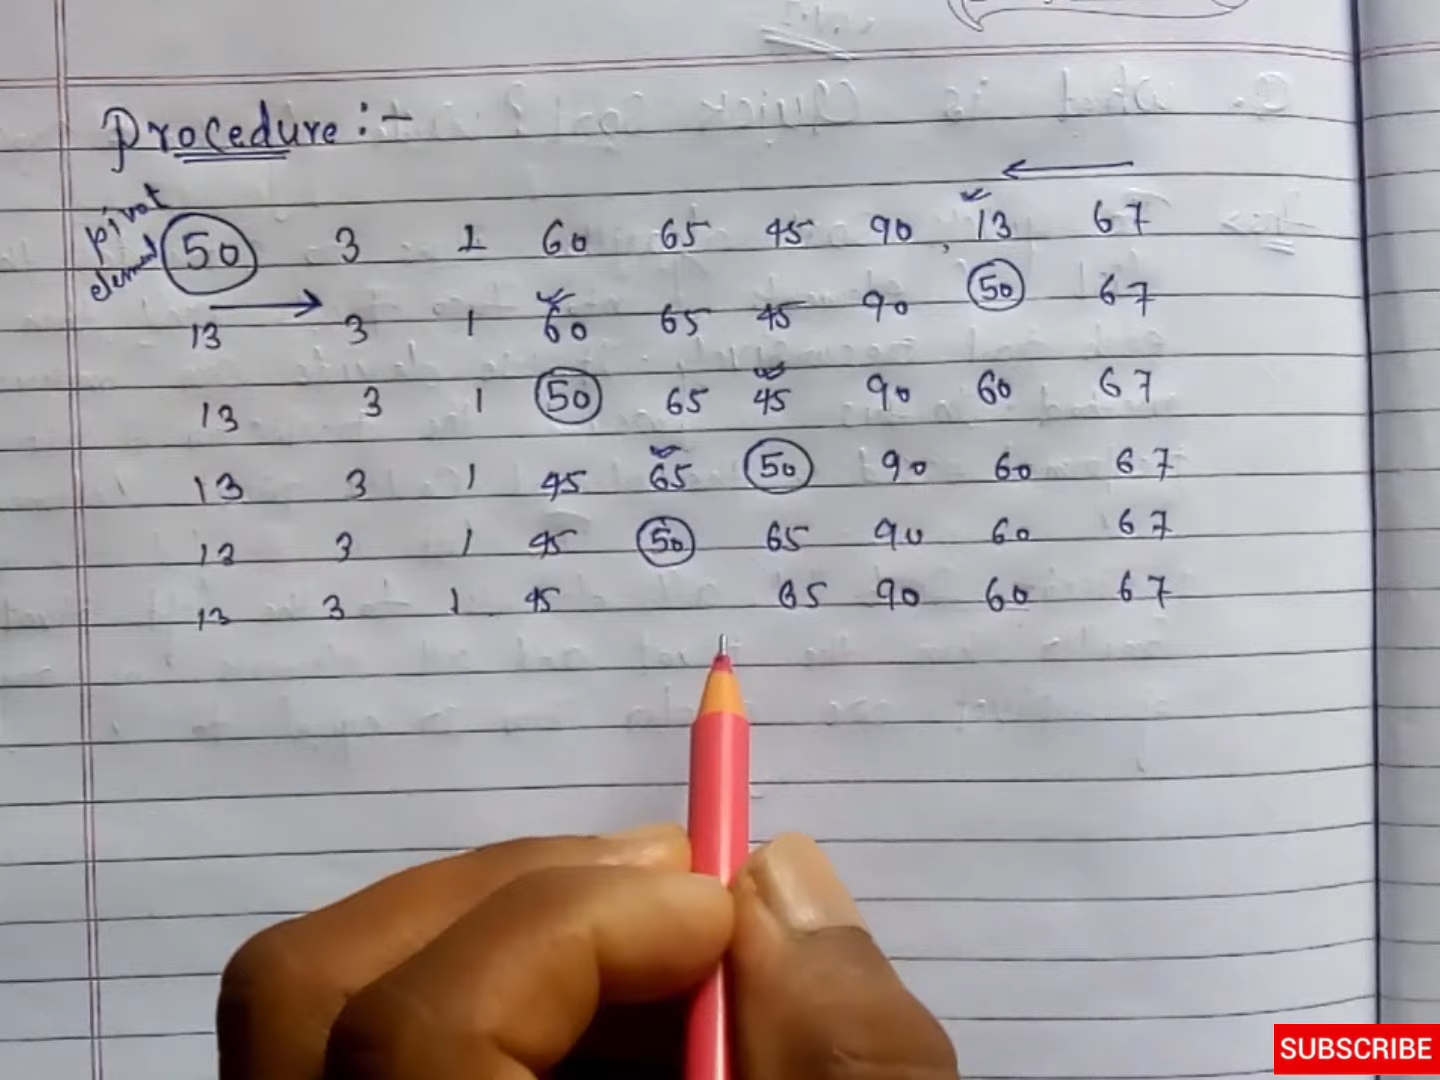 Procedure :-
pivot
element
50 3 1 60 65 45 90 13 67
13 3 1 60 65 45 90 50 67
13 3 1 50 65 45 90 60 67
13 3 1 45 65 50 90 60 67
13 3 1 45 50 65 90 60 67
13 3 1 45 65 90 60 67
SUBSCRIBE